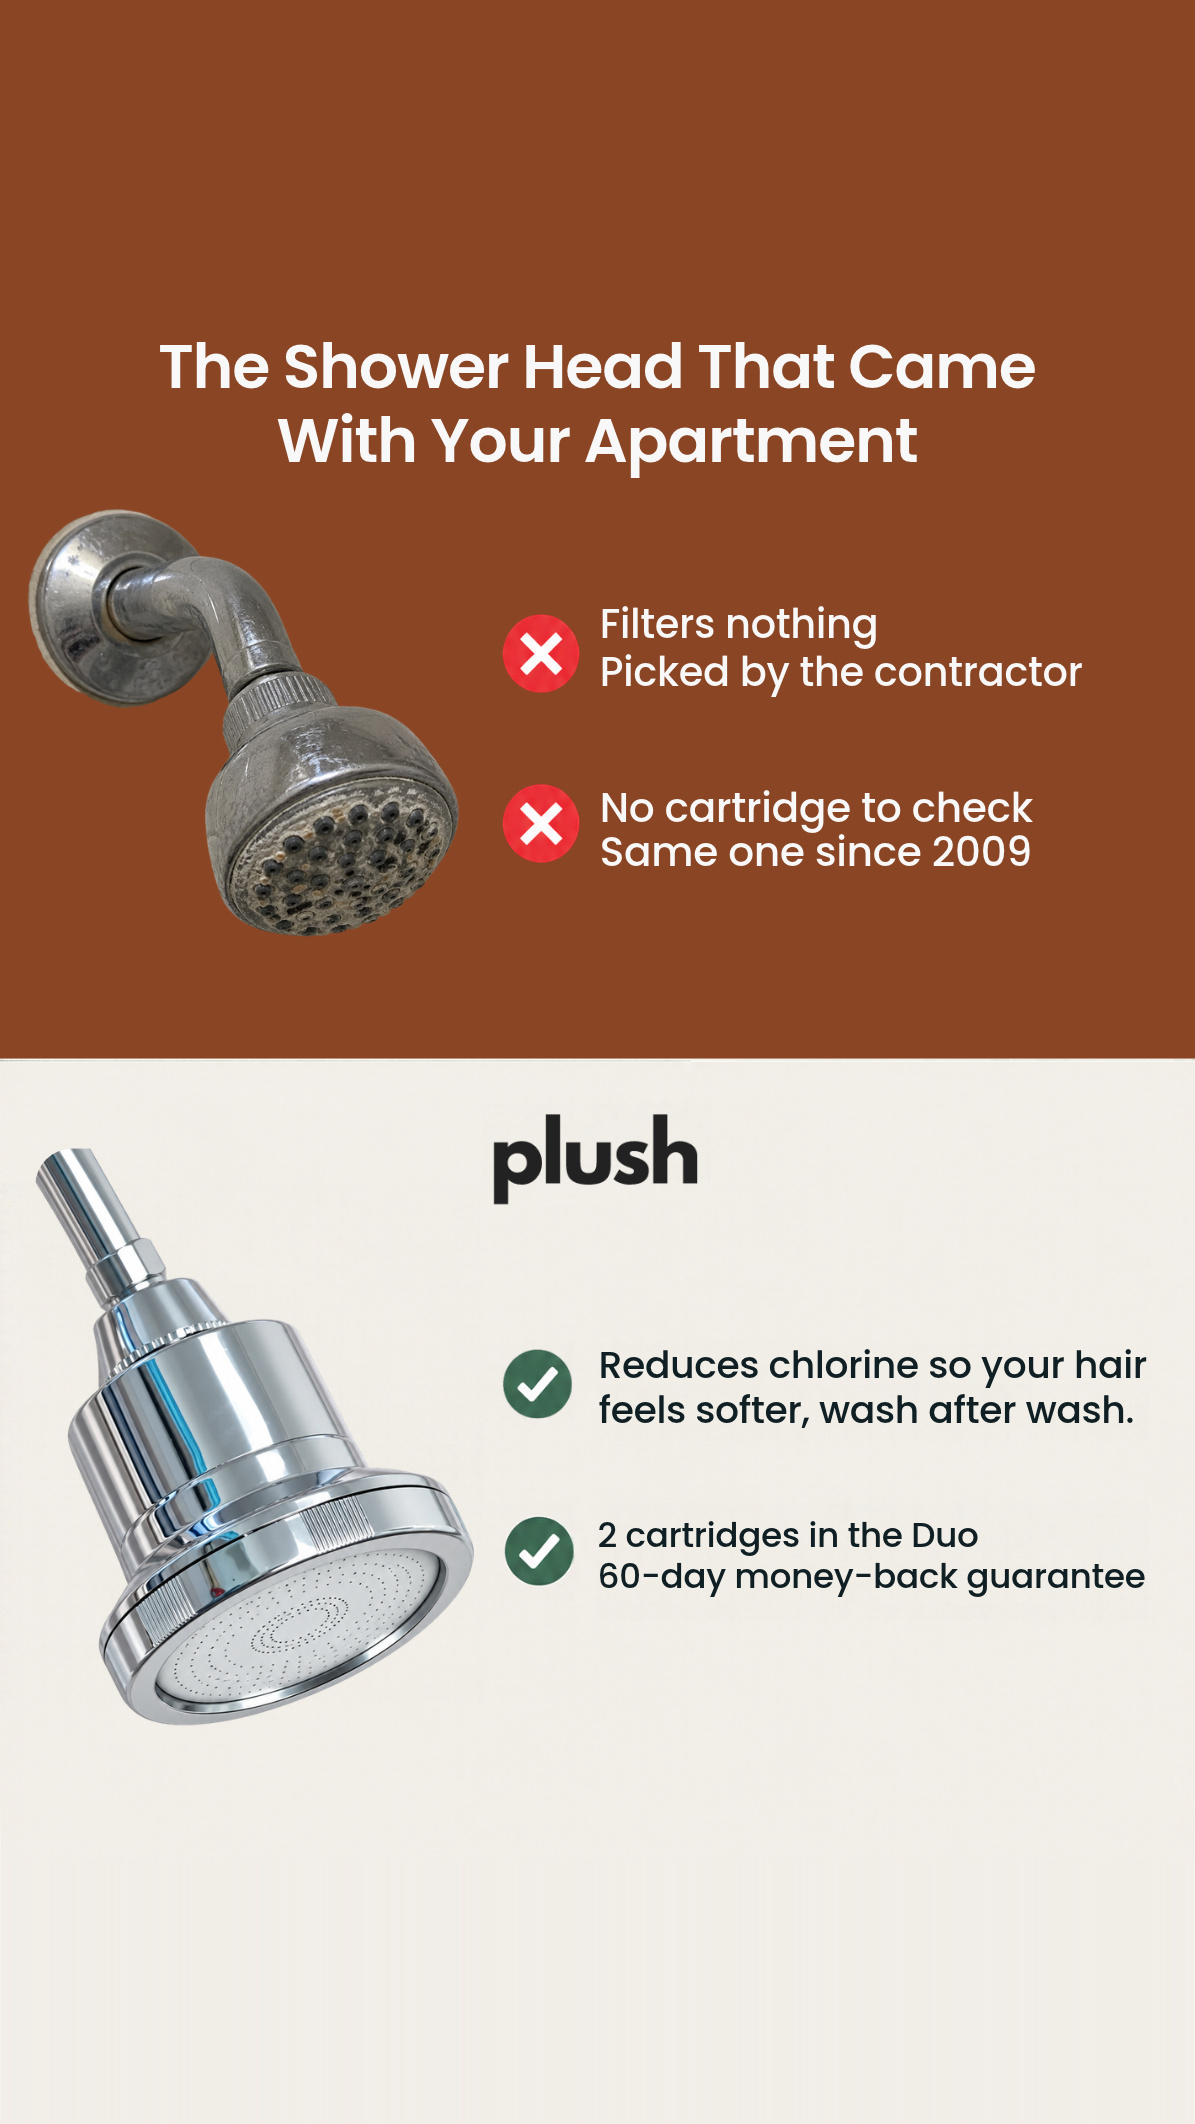 The Shower Head That Came
With Your Apartment
Filters nothing
Picked by the contractor
No cartridge to check
Same one since 2009
plush
Reduces chlorine so your hair
feels softer, wash after wash.
2 cartridges in the Duo
60-day money-back guarantee